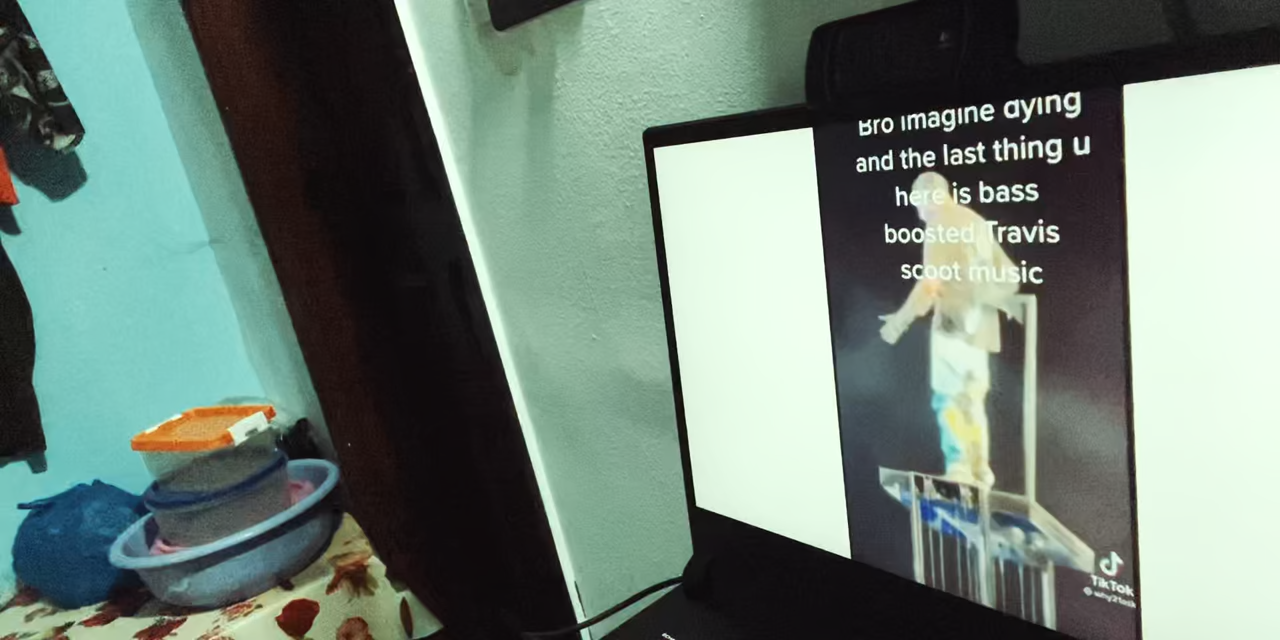 Bro imagine dying
and the last thing u
here is bass
boosted Travis
scoot music
TikTok